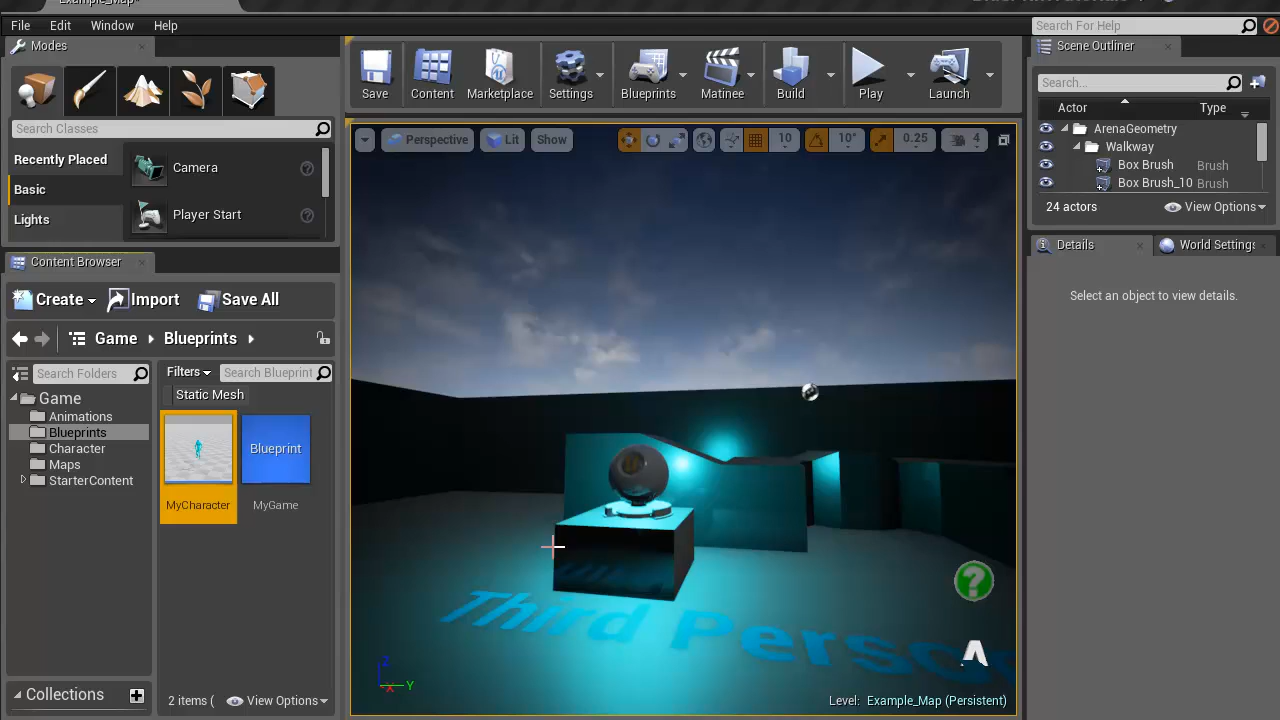 Example_Map
File Edit Window Help
Search For Help
Modes
Search Classes
Recently Placed
Basic
Lights
Camera
Player Start
Save
Content
Marketplace
Settings
Blueprints
Matinee
Build
Play
Launch
Scene Outliner
Search...
Actor Type
ArenaGeometry
Walkway
Box Brush Brush
Box Brush_10 Brush
24 actors
View Options
Details
World Settings
Select an object to view details.
Content Browser
Create
Import
Save All
Game
Blueprints
Search Folders
Game
Animations
Blueprints
Character
Maps
StarterContent
Collections
Filters
Search Blueprint
Static Mesh
Blueprint
MyCharacter
MyGame
2 items (
View Options
Perspective
Lit
Show
10
10°
0.25
4
Third Perso
Z
X
Y
Level: Example_Map (Persistent)